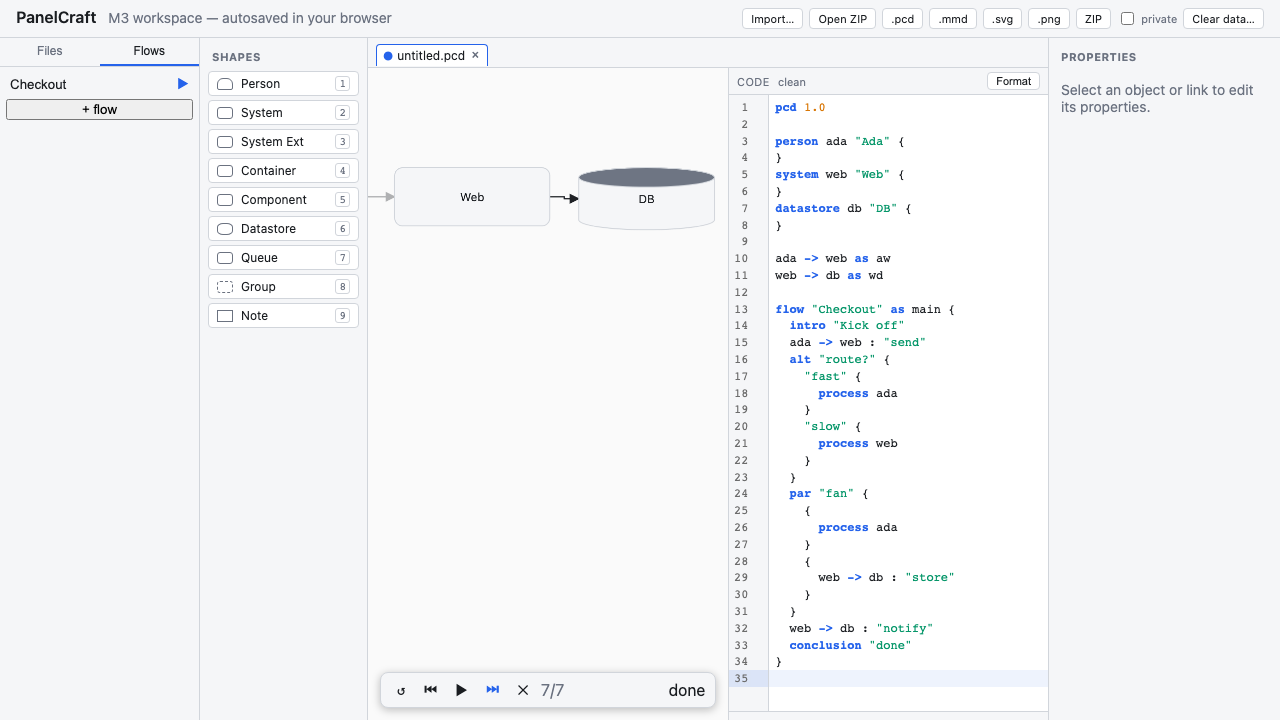 PanelCraft M3 workspace — autosaved in your browser Import... Open ZIP .pcd .mmd .svg .png ZIP private Clear data...
Files Flows
Checkout
+ flow
SHAPES
Person 1
System 2
System Ext 3
Container 4
Component 5
Datastore 6
Queue 7
Group 8
Note 9
untitled.pcd ×
Web
DB
7/7 done
CODE clean Format
1 pcd 1.0
2
3 person ada "Ada" {
4 }
5 system web "Web" {
6 }
7 datastore db "DB" {
8 }
9
10 ada -> web as aw
11 web -> db as wd
12
13 flow "Checkout" as main {
14 intro "Kick off"
15 ada -> web : "send"
16 alt "route?" {
17 "fast" {
18 process ada
19 }
20 "slow" {
21 process web
22 }
23 }
24 par "fan" {
25 {
26 process ada
27 }
28 {
29 web -> db : "store"
30 }
31 }
32 web -> db : "notify"
33 conclusion "done"
34 }
35
PROPERTIES
Select an object or link to edit
its properties.